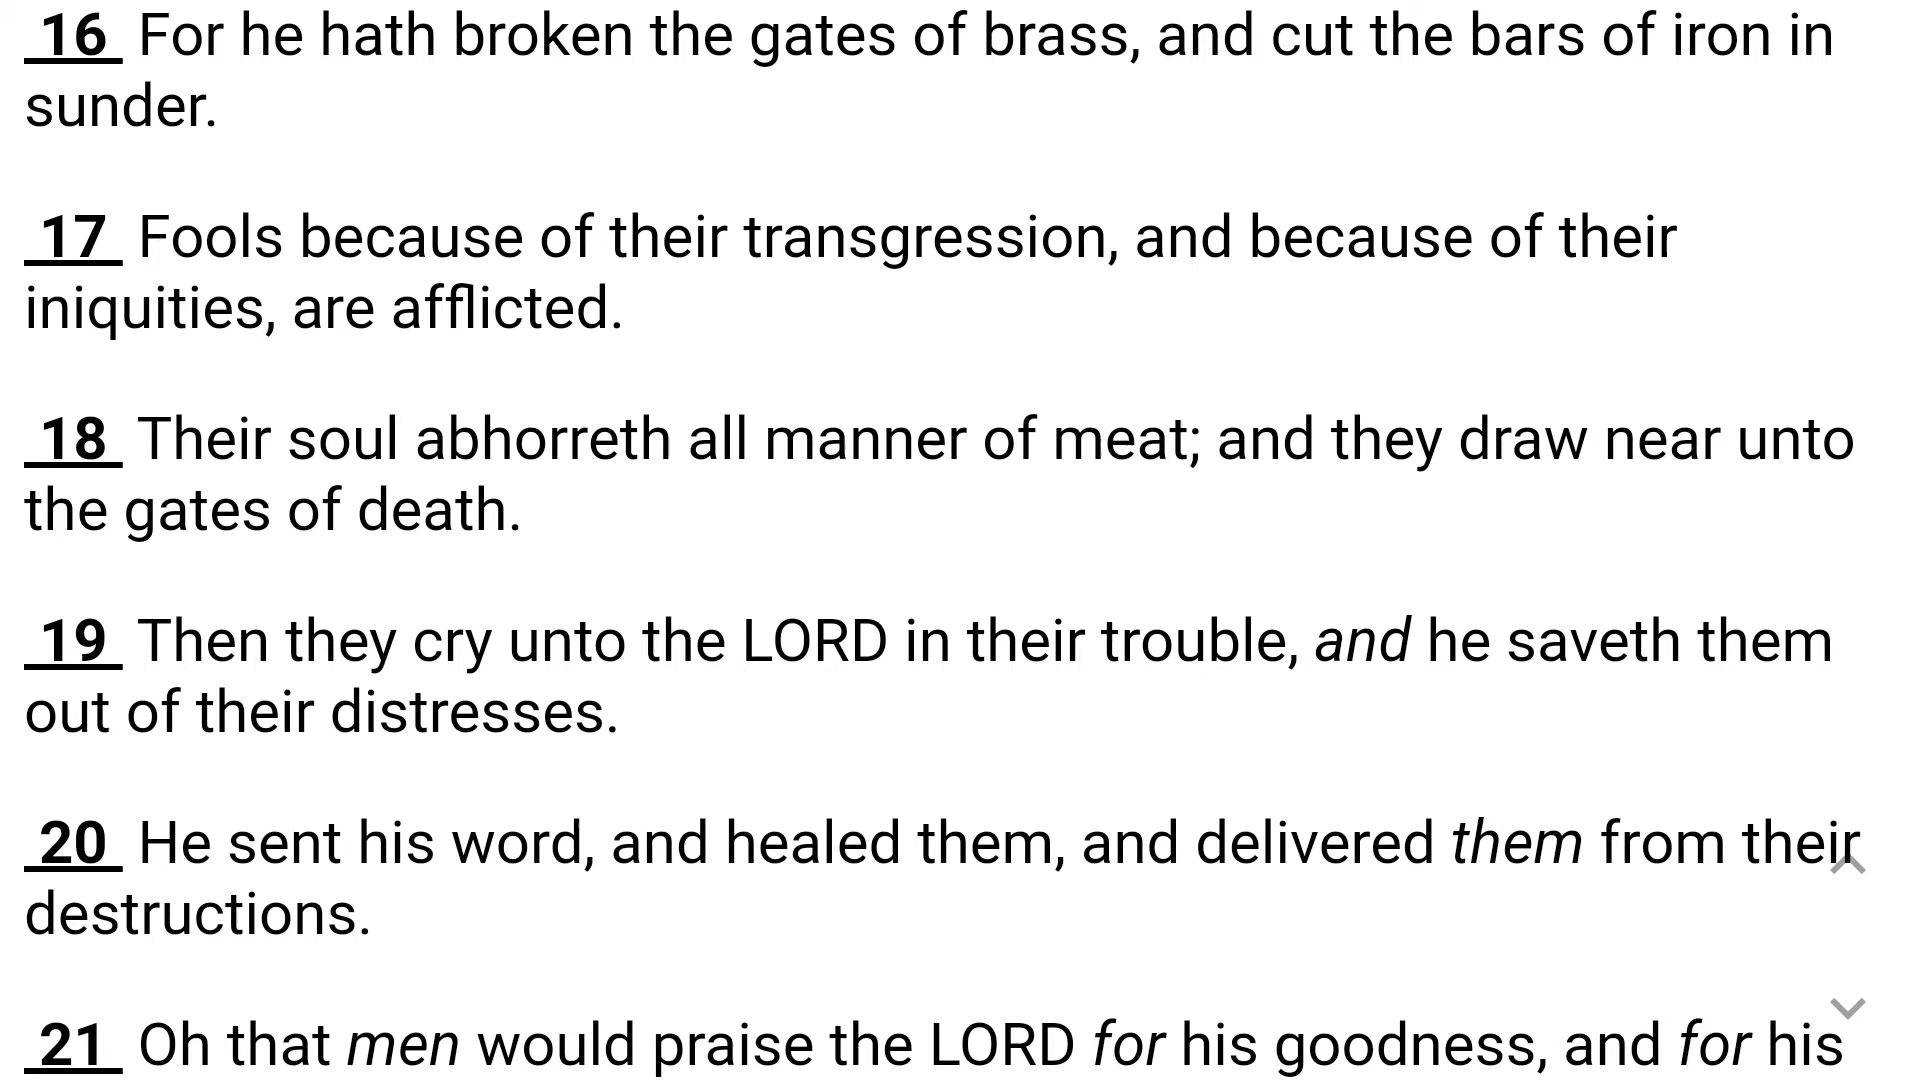 16 For he hath broken the gates of brass, and cut the bars of iron in
sunder.
17 Fools because of their transgression, and because of their
iniquities, are afflicted.
18 Their soul abhorreth all manner of meat; and they draw near unto
the gates of death.
19 Then they cry unto the LORD in their trouble, and he saveth them
out of their distresses.
20 He sent his word, and healed them, and delivered them from their
destructions.
21 Oh that men would praise the LORD for his goodness, and for his